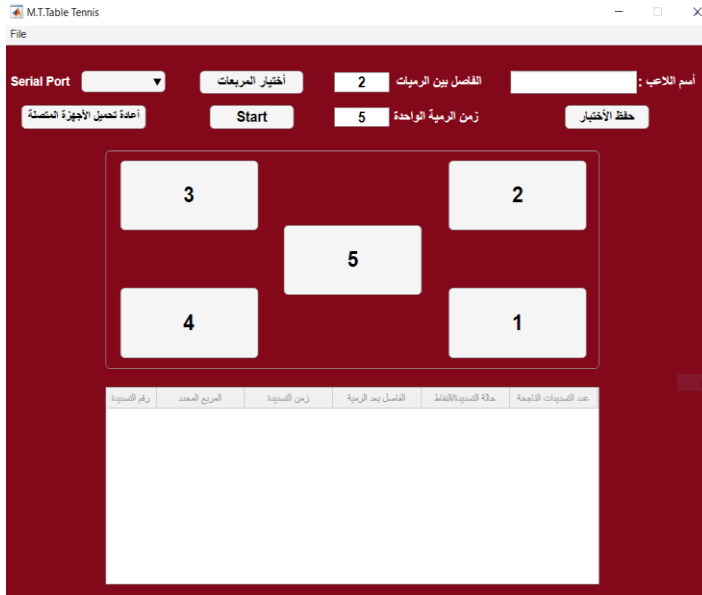 M.T.Table Tennis
File
Serial Port
أختيار المربعات
2
الفاصل بين الرميات
أسم اللاعب :
أعادة تحميل الأجهزة المتصلة
Start
5
زمن الرمية الواحدة
حفظ الأختبار
3
2
5
4
1
رقم التسديدة
المربع المحدد
زمن التسديدة
الفاصل بعد الرمية
حالة التسديدة/النقاط
عدد التسديدات الناجحة